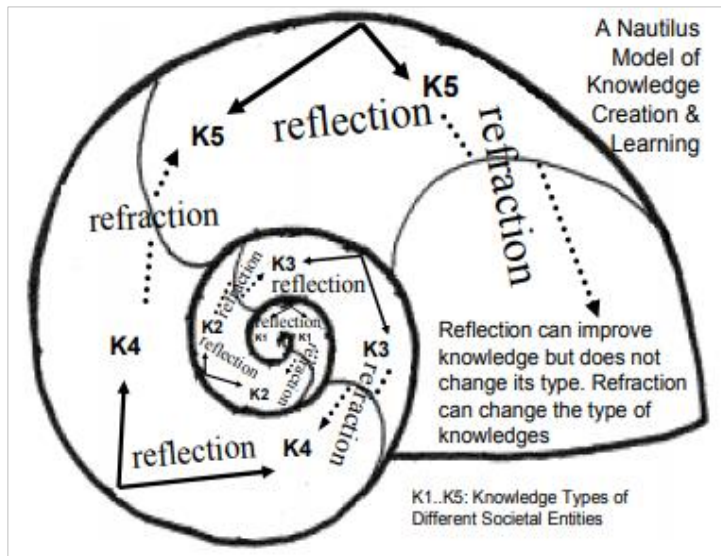 A Nautilus
Model of
Knowledge
Creation &
Learning
K5
K5
reflection
refraction
refraction
K3
reflection
refraction
K2
reflection
K1
K1
refraction
reflection
K2
K3
refraction
K4
K4
reflection
Reflection can improve
knowledge but does not
change its type. Refraction
can change the type of
knowledges
K1..K5: Knowledge Types of
Different Societal Entities